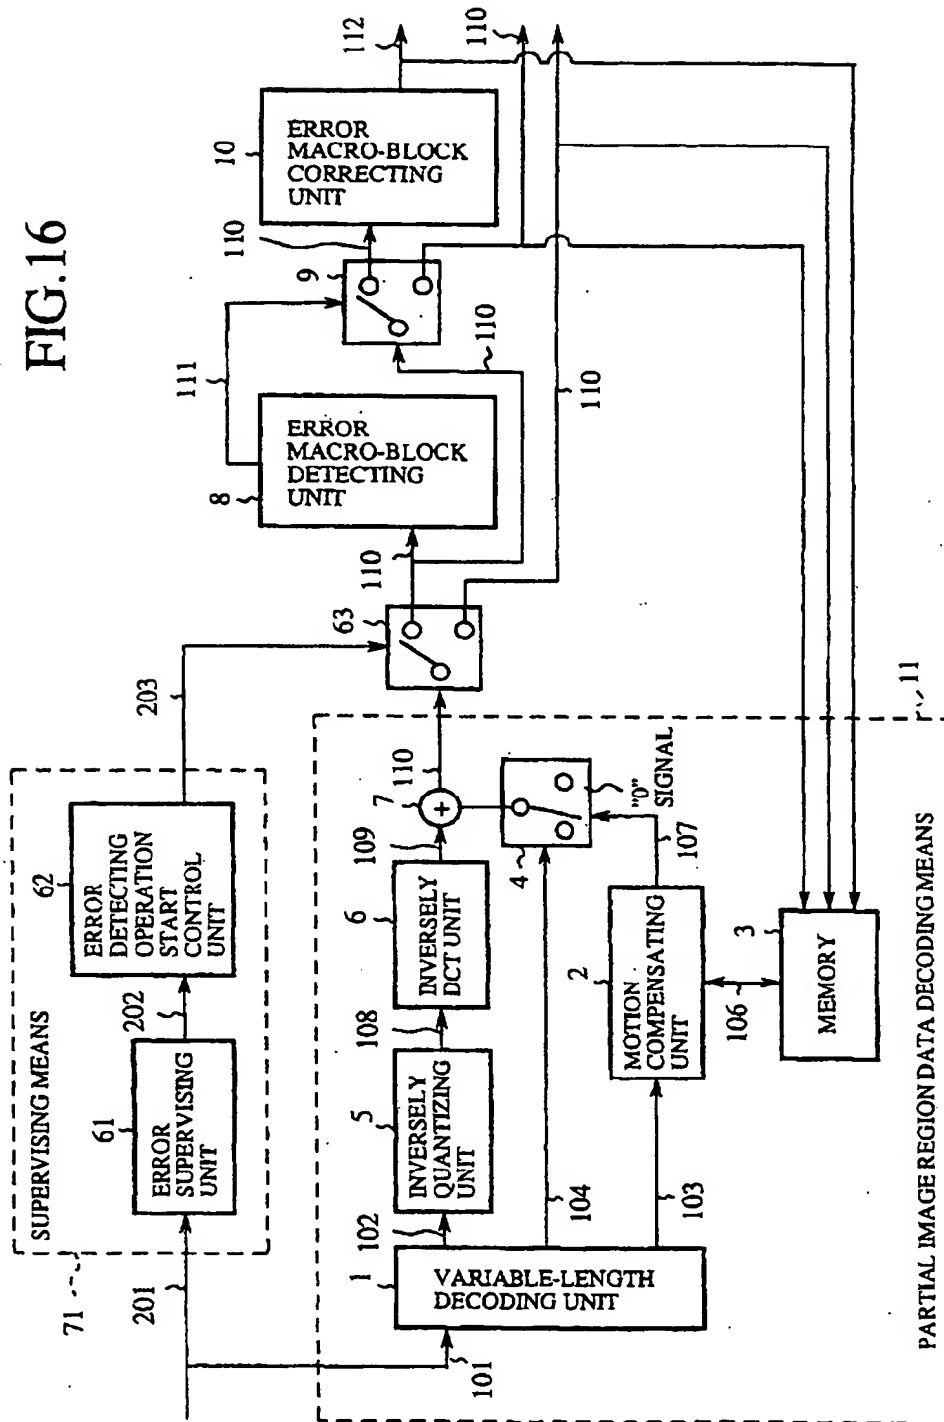 FIG.16
71
SUPERVISING MEANS
201
61
ERROR
SUPERVISING
UNIT
202
62
ERROR
DETECTING
OPERATION
START
CONTROL
UNIT
203
101
1
VARIABLE-LENGTH
DECODING UNIT
102
5
INVERSELY
QUANTIZING
UNIT
108
6
INVERSELY
DCT UNIT
109
7
+
110
104
4
"0"
SIGNAL
103
2
MOTION
COMPENSATING
UNIT
107
106
3
MEMORY
11
PARTIAL IMAGE REGION DATA DECODING MEANS
63
110
8
ERROR
MACRO-BLOCK
DETECTING
UNIT
111
9
110
110
110
10
ERROR
MACRO-BLOCK
CORRECTING
UNIT
112
110